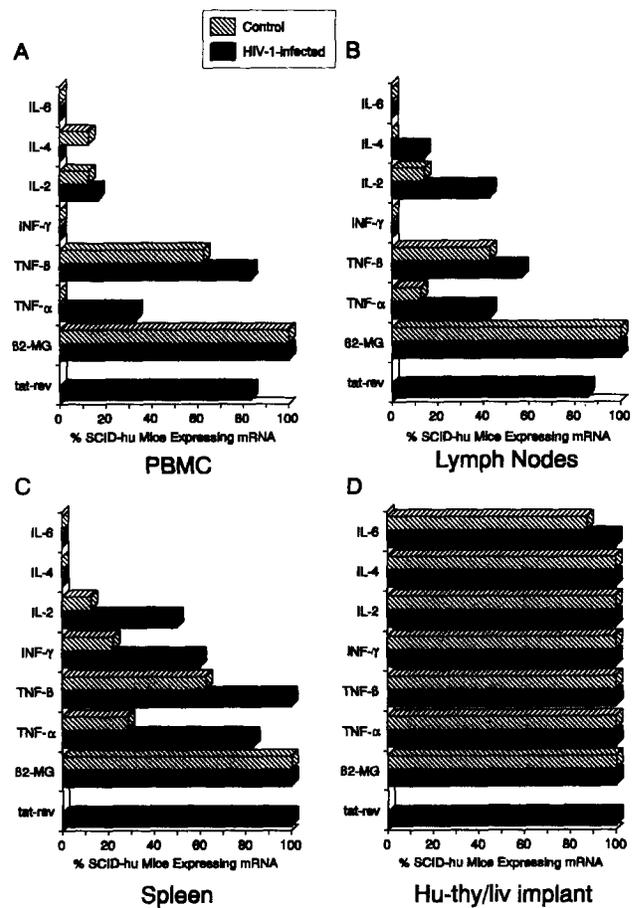 Control
HIV-1-infected
A
IL-6
IL-4
IL-2
INF-γ
TNF-ß
TNF-α
ß2-MG
tat-rev
0 20 40 60 80 100
% SCID-hu Mice Expressing mRNA
PBMC
B
IL-6
IL-4
IL-2
INF-γ
TNF-ß
TNF-α
ß2-MG
tat-rev
0 20 40 60 80 100
% SCID-hu Mice Expressing mRNA
Lymph Nodes
C
IL-6
IL-4
IL-2
INF-γ
TNF-ß
TNF-α
ß2-MG
tat-rev
0 20 40 60 80 100
% SCID-hu Mice Expressing mRNA
Spleen
D
IL-6
IL-4
IL-2
INF-γ
TNF-ß
TNF-α
ß2-MG
tat-rev
0 20 40 60 80 100
% SCID-hu Mice Expressing mRNA
Hu-thy/liv implant